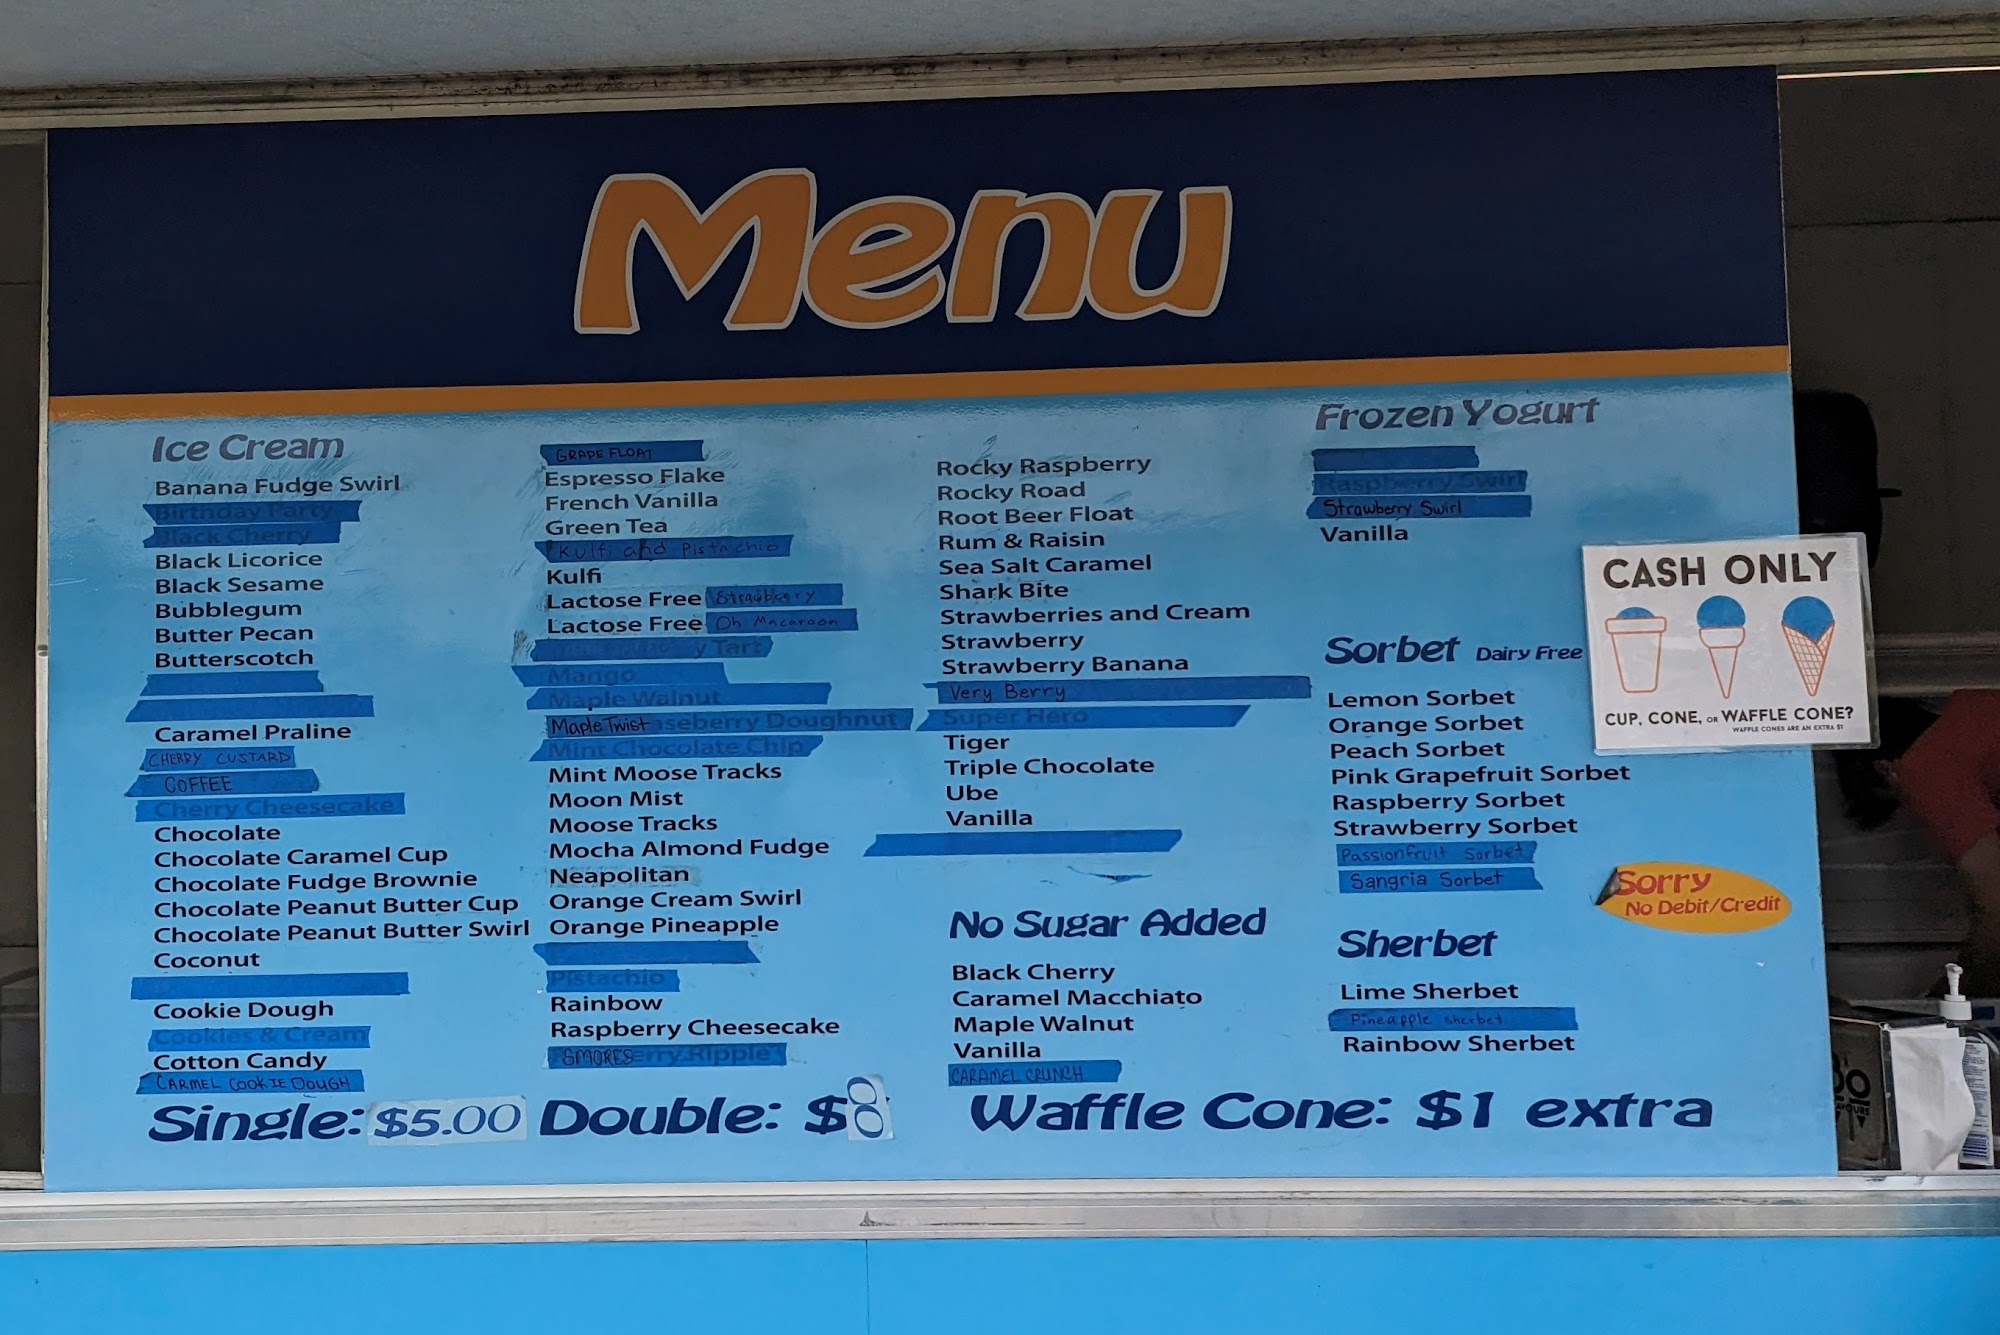 Menu
Ice Cream
Banana Fudge Swirl
Birthday Party
Black Cherry
Black Licorice
Black Sesame
Bubblegum
Butter Pecan
Butterscotch
Caramel Praline
CHERRY CUSTARD
COFFEE
Cherry Cheesecake
Chocolate
Chocolate Caramel Cup
Chocolate Fudge Brownie
Chocolate Peanut Butter Cup
Chocolate Peanut Butter Swirl
Coconut
Cookie Dough
Cookies & Cream
Cotton Candy
CARMEL COOKIE DOUGH
GRAPE FLOAT
Espresso Flake
French Vanilla
Green Tea
Kulfi and Pistachio
Kulfi
Lactose Free Strawberry
Lactose Free Oh Macaroon
Tart
Mango
Maple Walnut
Maple Twist Doughnut
Mint Chocolate Chip
Mint Moose Tracks
Moon Mist
Moose Tracks
Mocha Almond Fudge
Neapolitan
Orange Cream Swirl
Orange Pineapple
Pistachio
Rainbow
Raspberry Cheesecake
SMORES Ripple
Rocky Raspberry
Rocky Road
Root Beer Float
Rum & Raisin
Sea Salt Caramel
Shark Bite
Strawberries and Cream
Strawberry
Strawberry Banana
Very Berry
Super Hero
Tiger
Triple Chocolate
Ube
Vanilla
No Sugar Added
Black Cherry
Caramel Macchiato
Maple Walnut
Vanilla
CARAMEL CRUNCH
Frozen Yogurt
Raspberry Swirl
Strawberry Swirl
Vanilla
Sorbet Dairy Free
Lemon Sorbet
Orange Sorbet
Peach Sorbet
Pink Grapefruit Sorbet
Raspberry Sorbet
Strawberry Sorbet
Passionfruit Sorbet
Sangria Sorbet
Sherbet
Lime Sherbet
Pineapple sherbet
Rainbow Sherbet
CASH ONLY
CUP, CONE, OR WAFFLE CONE?
WAFFLE CONES ARE AN EXTRA $1
Sorry
No Debit/Credit
Single: $5.00 Double: $8 Waffle Cone: $1 extra